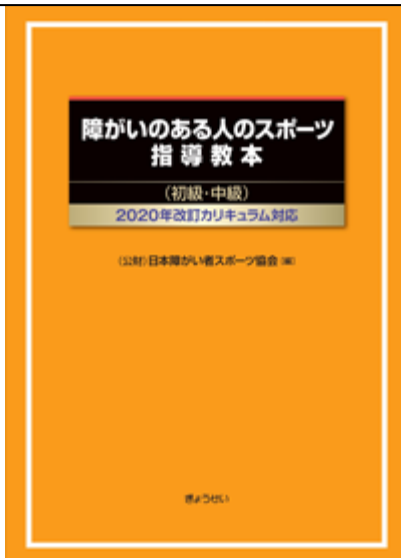 障がいのある人のスポーツ
指導教本
(初級・中級)
2020年改訂カリキュラム対応
(公財)日本障がい者スポーツ協会 [編]
ぎょうせい